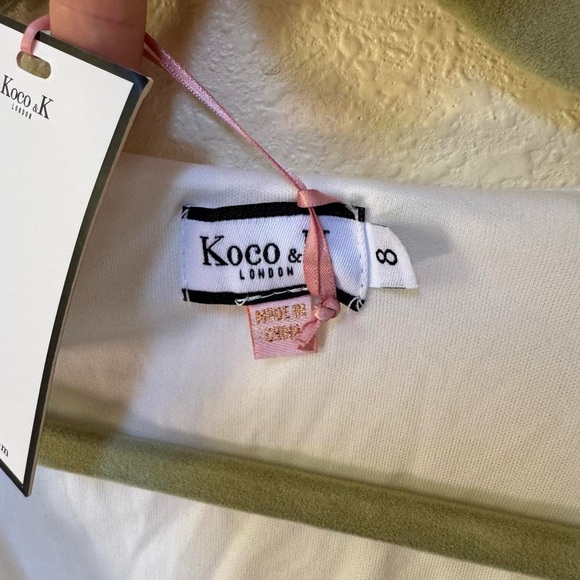 Koco & K
LONDON
Koco & K
LONDON
8
MADE IN
CHINA
m